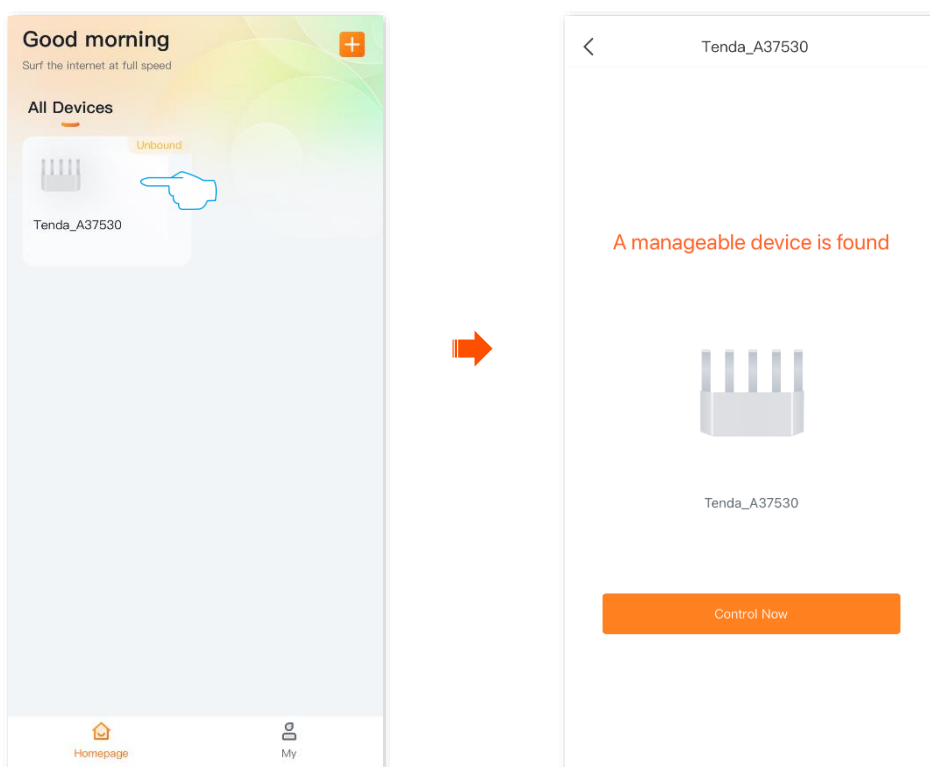 Good morning
Surf the internet at full speed
All Devices
Unbound
Tenda_A37530
Homepage
My
Tenda_A37530
A manageable device is found
Tenda_A37530
Control Now